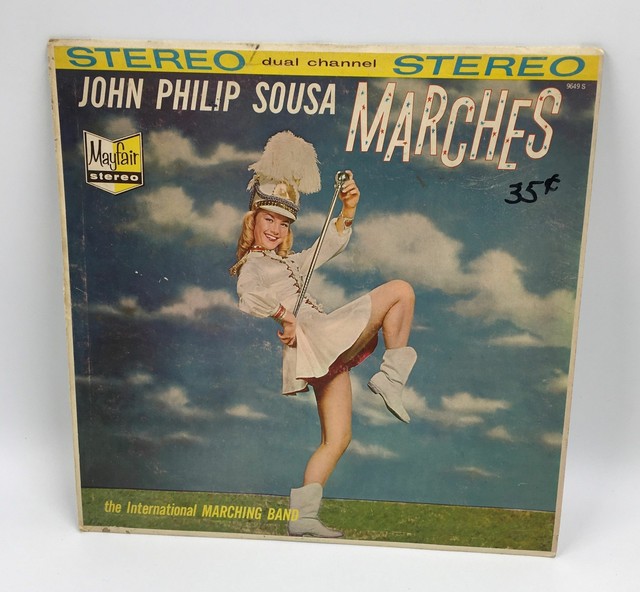 STEREO dual channel STEREO
9649 S
JOHN PHILIP SOUSA MARCHES
Mayfair
stereo
35¢
the International MARCHING BAND